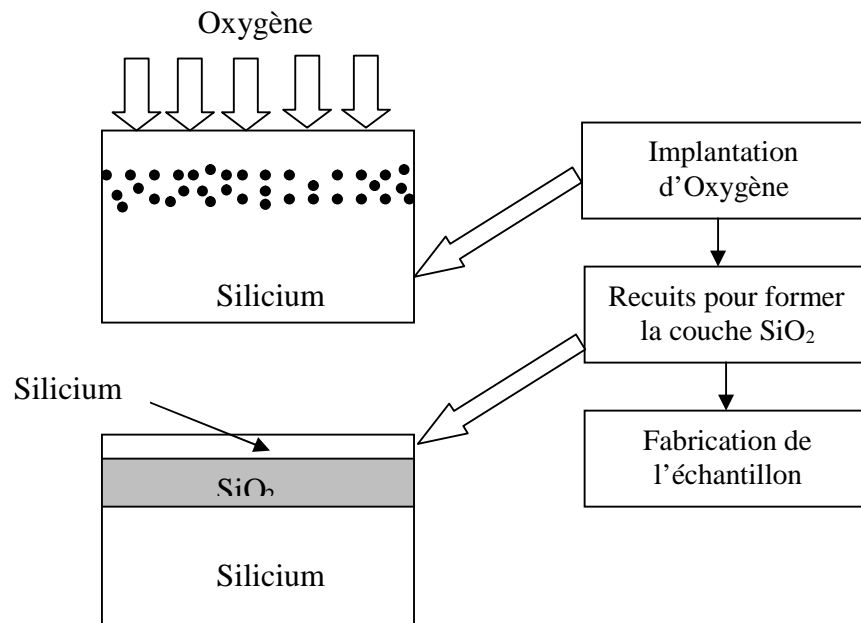 Oxygène
Silicium
Implantation
d’Oxygène
Recuits pour former
la couche SiO₂
Silicium
SiO₂
Silicium
Fabrication de
l’échantillon